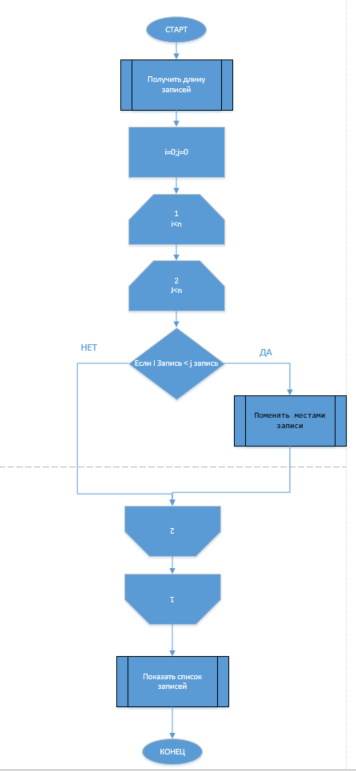 СТАРТ
Получить длину
записей
i=0;j=0
1
i<n
2
J<n
Если I Запись < j запись
НЕТ
ДА
Поменять местами
записи
2
1
Показать список
записей
КОНЕЦ